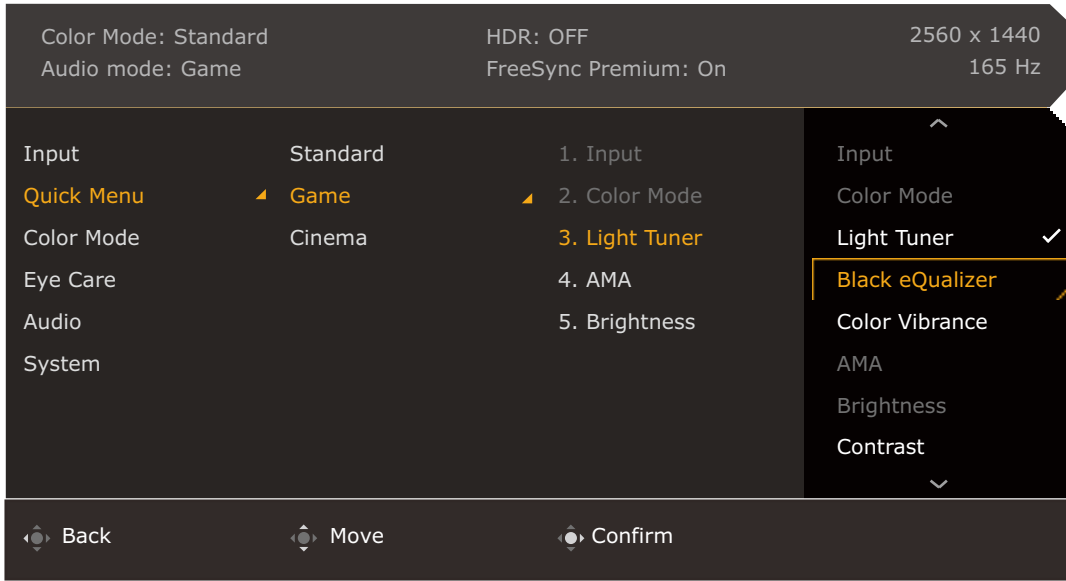 Color Mode: Standard
HDR: OFF
2560 x 1440
Audio mode: Game
FreeSync Premium: On
165 Hz
Input
Standard
1. Input
Input
Quick Menu
Game
2. Color Mode
Color Mode
Color Mode
Cinema
3. Light Tuner
Light Tuner
Eye Care
4. AMA
Black eQualizer
Audio
5. Brightness
Color Vibrance
System
AMA
Brightness
Contrast
Back
Move
Confirm